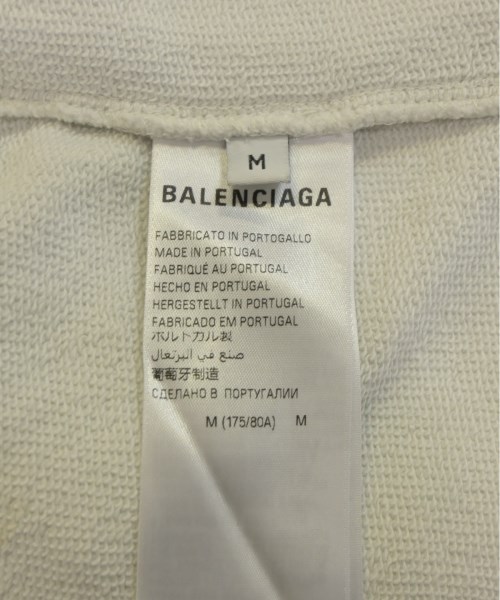 M
BALENCIAGA
FABBRICATO IN PORTOGALLO
MADE IN PORTUGAL
FABRIQUÉ AU PORTUGAL
HECHO EN PORTUGAL
HERGESTELLT IN PORTUGAL
FABRICADO EM PORTUGAL
ポルトガル製
صنع في البرتغال
葡萄牙制造
СДЕЛАНО В ПОРТУГАЛИИ
M (175/80A) M